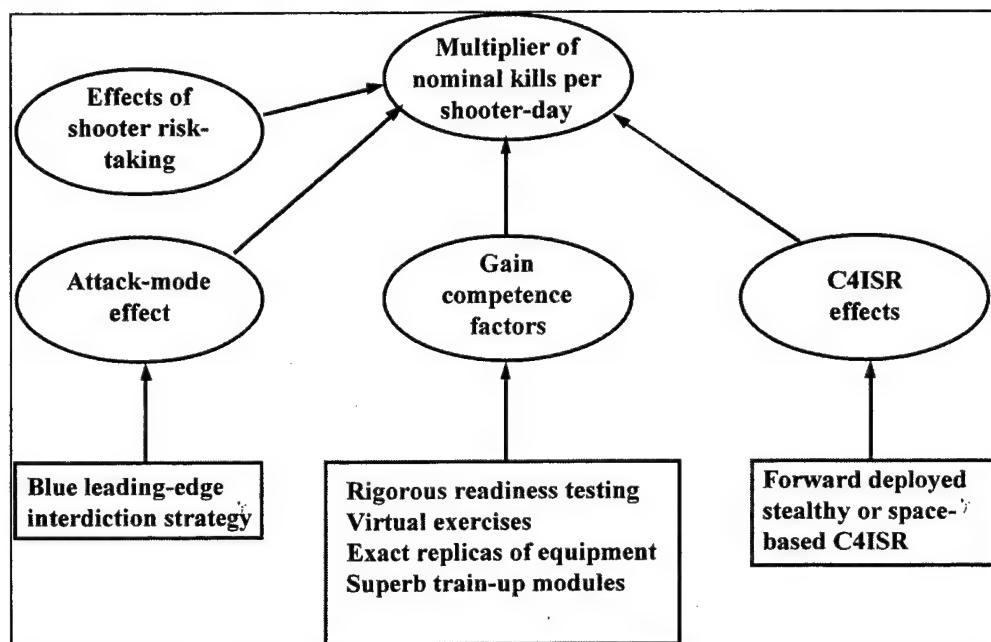 Multiplier of
nominal kills per
shooter-day
Effects of
shooter risk-
taking
Attack-mode
effect
Gain
competence
factors
C4ISR
effects
Blue leading-edge
interdiction strategy
Rigorous readiness testing
Virtual exercises
Exact replicas of equipment
Superb train-up modules
Forward deployed
stealthy or space-
based C4ISR